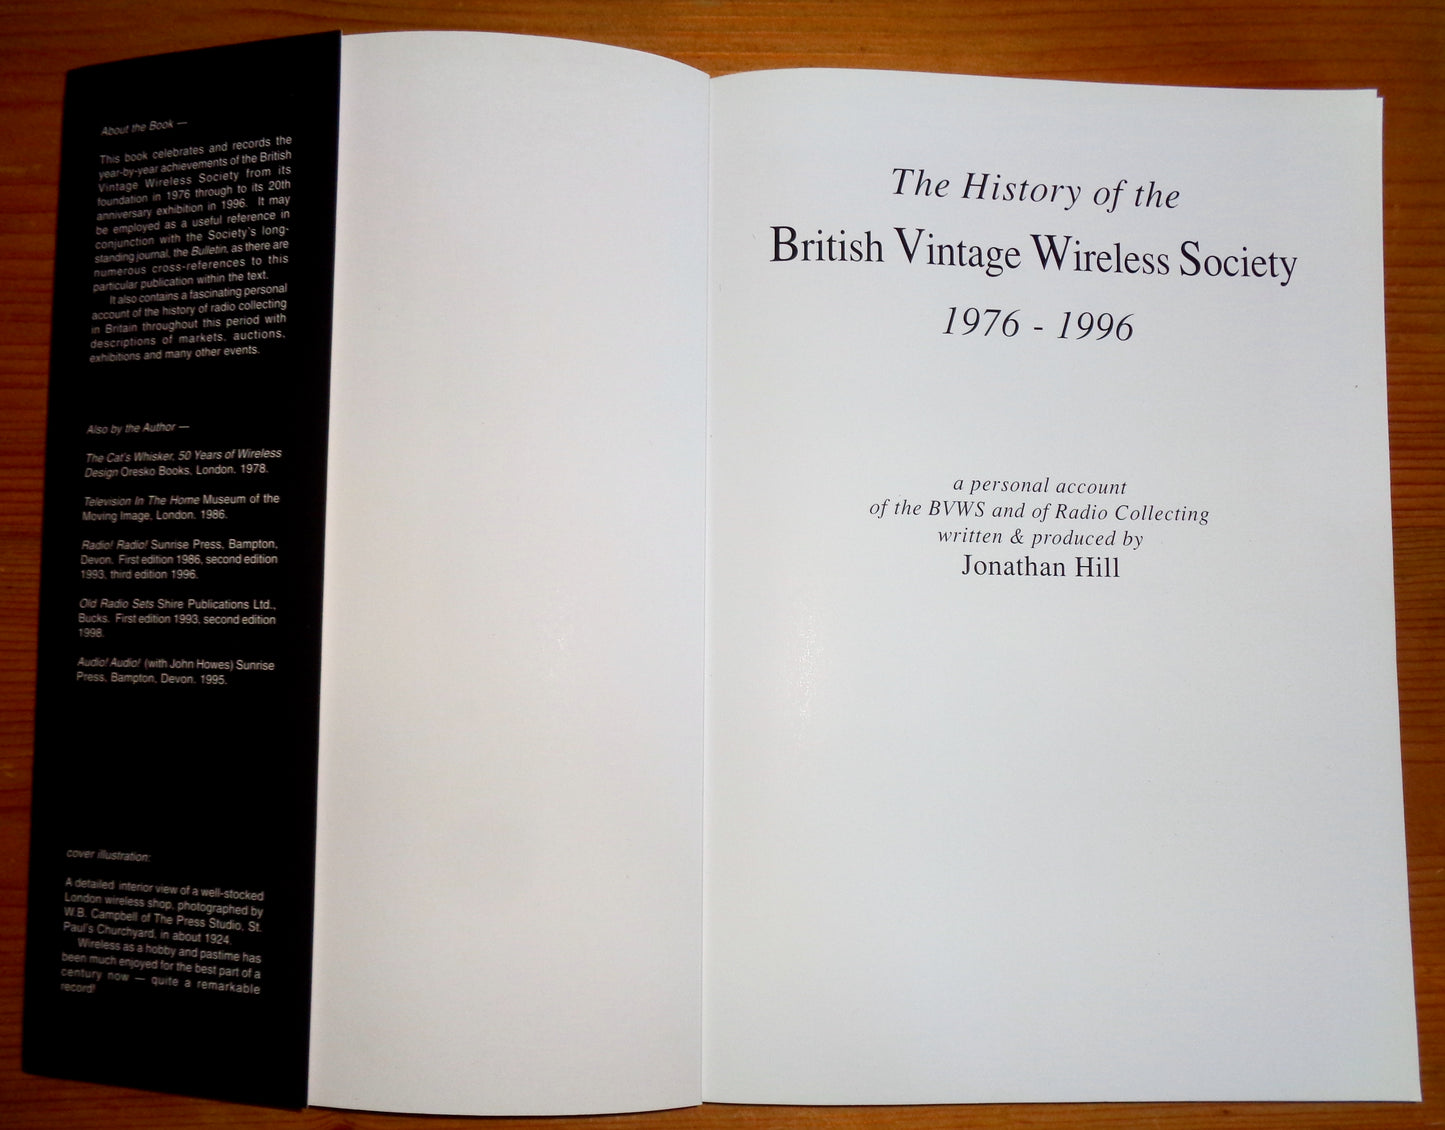 About the Book —
This book celebrates and records the
year-by-year achievements of the British
Vintage Wireless Society from its
foundation in 1976 through to its 20th
anniversary exhibition in 1996. It may
be employed as a useful reference in
conjunction with the Society's long-
standing journal, the Bulletin, as there are
numerous cross-references to this
particular publication within the text.
It also contains a fascinating personal
account of the history of radio collecting
in Britain throughout this period with
descriptions of markets, auctions,
exhibitions and many other events.
Also by the Author —
The Cat's Whisker, 50 Years of Wireless
Design Oresko Books, London. 1978.
Television In The Home Museum of the
Moving Image, London. 1986.
Radio! Radio! Sunrise Press, Bampton,
Devon. First edition 1986, second edition
1993, third edition 1996.
Old Radio Sets Shire Publications Ltd.,
Bucks. First edition 1993, second edition
1998.
Audio! Audio! (with John Howes) Sunrise
Press, Bampton, Devon. 1995.
cover illustration:
A detailed interior view of a well-stocked
London wireless shop, photographed by
W.B. Campbell of The Press Studio, St.
Paul's Churchyard, in about 1924.
Wireless as a hobby and pastime has
been much enjoyed for the best part of a
century now — quite a remarkable
record!
The History of the
British Vintage Wireless Society
1976 - 1996
a personal account
of the BVWS and of Radio Collecting
written & produced by
Jonathan Hill